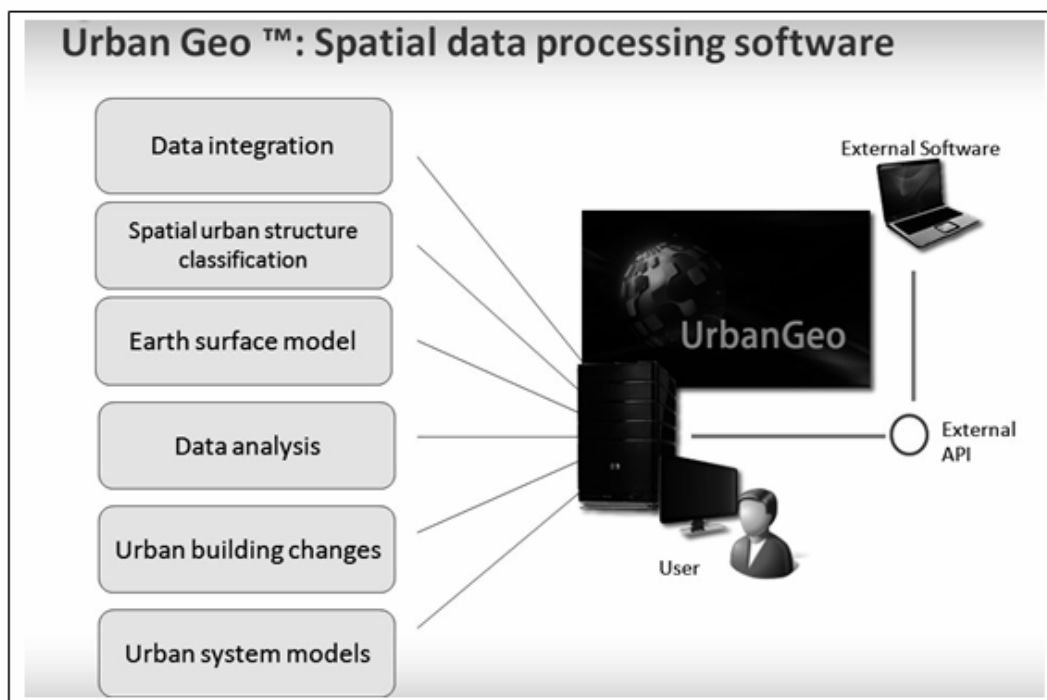 Urban Geo ™: Spatial data processing software
Data integration
Spatial urban structure
classification
Earth surface model
Data analysis
Urban building changes
Urban system models
External Software
UrbanGeo
External
API
User